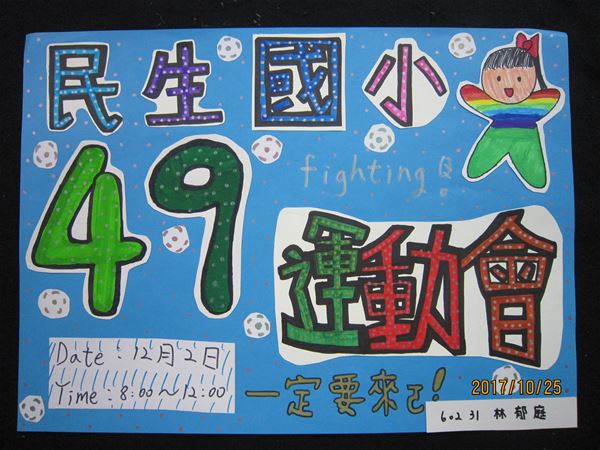 民生國小
49
fighting !
運動會
Date：12月2日
Time：8:00～12:00
一定要來ㄛ!
2017/10/25
602 31 林郁庭